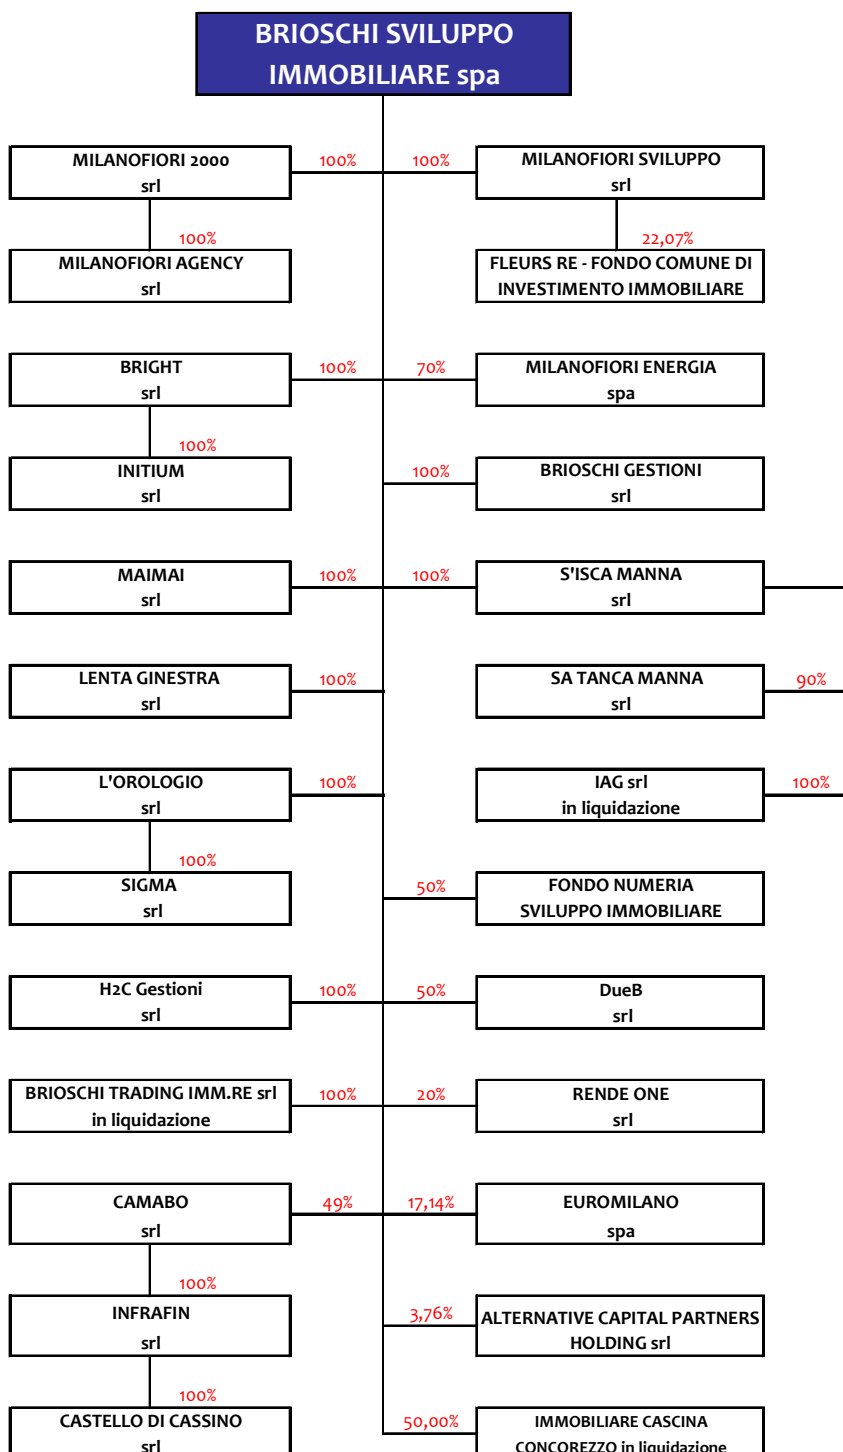 BRIOSCHI SVILUPPO
IMMOBILIARE spa
MILANOFIORI 2000
srl
100%
100%
MILANOFIORI SVILUPPO
srl
100%
22,07%
MILANOFIORI AGENCY
srl
FLEURS RE - FONDO COMUNE DI
INVESTIMENTO IMMOBILIARE
BRIGHT
srl
100%
70%
MILANOFIORI ENERGIA
spa
100%
INITIUM
srl
100%
BRIOSCHI GESTIONI
srl
MAIMAI
srl
100%
100%
S'ISCA MANNA
srl
LENTA GINESTRA
srl
100%
SA TANCA MANNA
srl
90%
L'OROLOGIO
srl
100%
IAG srl
in liquidazione
100%
100%
SIGMA
srl
50%
FONDO NUMERIA
SVILUPPO IMMOBILIARE
H2C Gestioni
srl
100%
50%
DueB
srl
BRIOSCHI TRADING IMM.RE srl
in liquidazione
100%
20%
RENDE ONE
srl
CAMABO
srl
49%
17,14%
EUROMILANO
spa
100%
INFRAFIN
srl
3,76%
ALTERNATIVE CAPITAL PARTNERS
HOLDING srl
100%
CASTELLO DI CASSINO
srl
50,00%
IMMOBILIARE CASCINA
CONCOREZZO in liquidazione